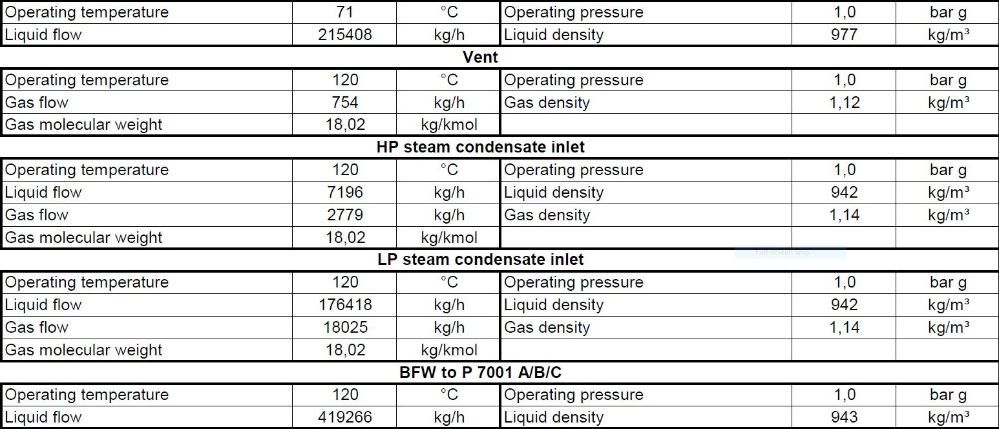 Operating temperature 71 °C Operating pressure 1,0 bar g
Liquid flow 215408 kg/h Liquid density 977 kg/m³
Vent
Operating temperature 120 °C Operating pressure 1,0 bar g
Gas flow 754 kg/h Gas density 1,12 kg/m³
Gas molecular weight 18,02 kg/kmol
HP steam condensate inlet
Operating temperature 120 °C Operating pressure 1,0 bar g
Liquid flow 7196 kg/h Liquid density 942 kg/m³
Gas flow 2779 kg/h Gas density 1,14 kg/m³
Gas molecular weight 18,02 kg/kmol
Full-screen Snip
LP steam condensate inlet
Operating temperature 120 °C Operating pressure 1,0 bar g
Liquid flow 176418 kg/h Liquid density 942 kg/m³
Gas flow 18025 kg/h Gas density 1,14 kg/m³
Gas molecular weight 18,02 kg/kmol
BFW to P 7001 A/B/C
Operating temperature 120 °C Operating pressure 1,0 bar g
Liquid flow 419266 kg/h Liquid density 943 kg/m³